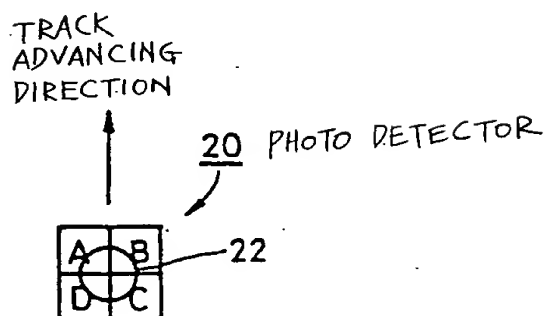 TRACK
ADVANCING
DIRECTION
20 PHOTO DETECTOR
A B
22
D C